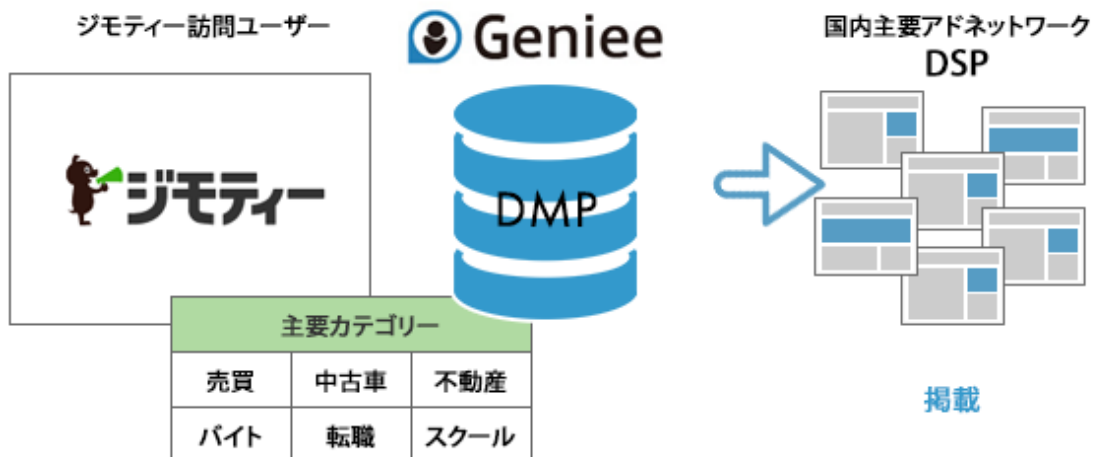 ジモティー訪問ユーザー
Geniee
国内主要アドネットワーク
DSP
ジモティー
DMP
主要カテゴリー
売買 中古車 不動産
バイト 転職 スクール
掲載